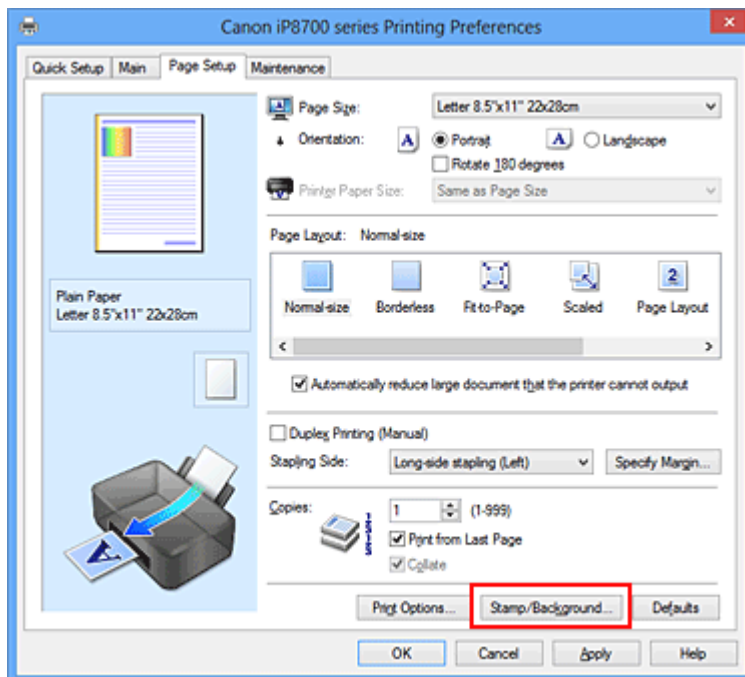 Canon iP8700 series Printing Preferences
Quick Setup Main Page Setup Maintenance
Page Size: Letter 8.5"x11" 22x28cm
Orientation: A Portrait A Landscape
Rotate 180 degrees
Printer Paper Size: Same as Page Size
Page Layout: Normal-size
2
Normal-size Borderless Fit-to-Page Scaled Page Layout
Plain Paper
Letter 8.5"x11" 22x28cm
Automatically reduce large document that the printer cannot output
Duplex Printing (Manual)
Stapling Side: Long-side stapling (Left) Specify Margin...
Copies: 1 (1-999)
Print from Last Page
Collate
A
Print Options... Stamp/Background... Defaults
OK Cancel Apply Help